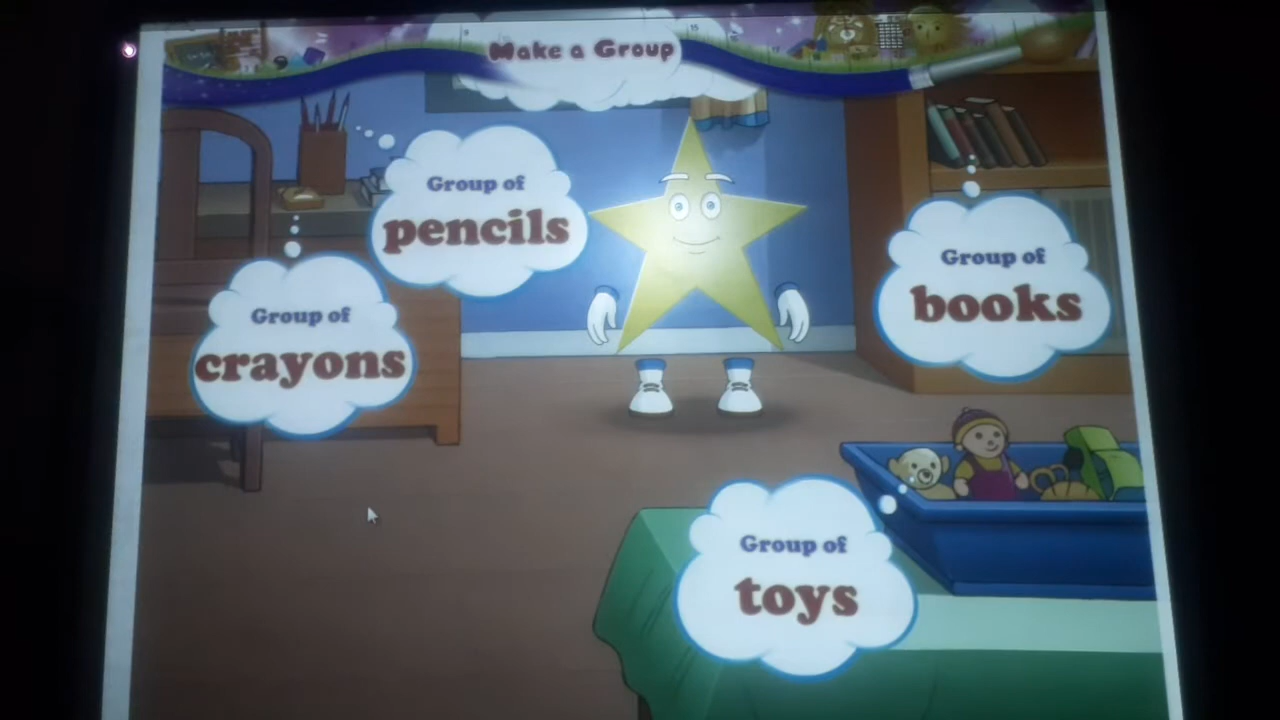 Make a Group
Group of
pencils
Group of
books
Group of
crayons
Group of
toys